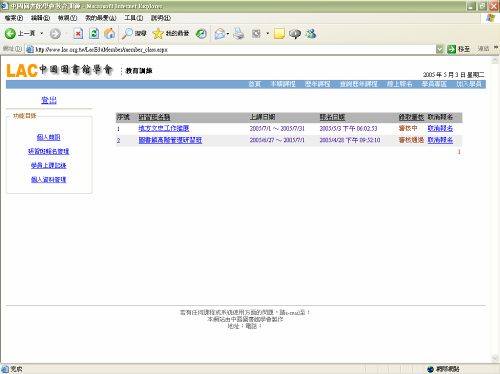 中國圖書館學會教育訓練 - Microsoft Internet Explorer
檔案(F) 編輯(E) 檢視(V) 我的最愛(A) 工具(T) 說明(H)
上一頁 搜尋 我的最愛
網址(D) http://www.lac.org.tw/LacEdu/Member/member_class.aspx 移至 連結
LAC 中國圖書館學會 | 教育訓練
2005 年 5 月 3 日 星期二
首頁 本期課程 歷年課程 查詢歷年課程 線上報名 學員專區 加入學員
登出
功能目錄
個人簡訊
研習班報名管理
學員上課記錄
個人資料管理
序號 研習班名稱 上課日期 報名日期 錄取審核 取消報名
1 地方文史工作推展 2005/7/1 ～ 2005/7/31 2005/5/3 下午 06:02:53 審核中 取消報名
2 圖書館高階管理研習班 2005/6/27 ～ 2005/7/1 2005/4/28 下午 09:52:10 審核通過 取消報名
1
若有任何課程或系統使用方面的問題，請e-mail至：
本網站由中國圖書館學會製作
地址：電話：
完成 網際網路